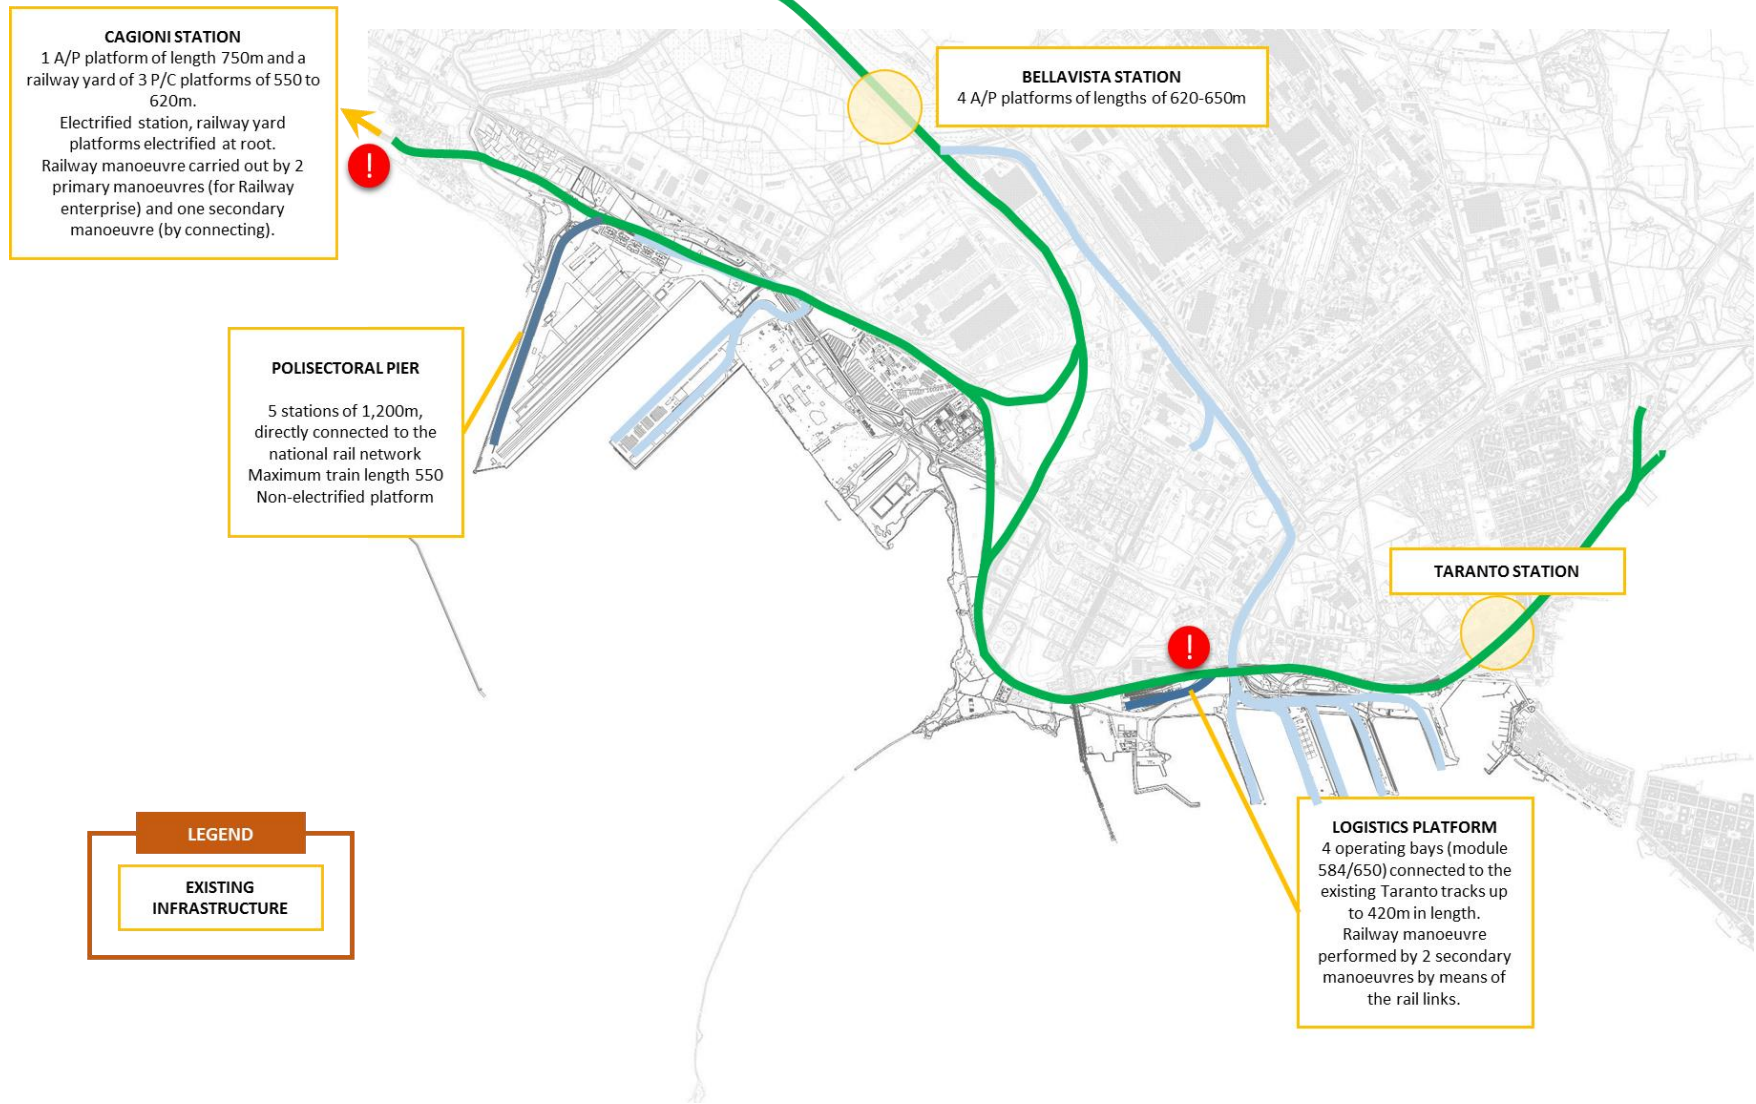 CAGIONI STATION
1 A/P platform of length 750m and a
railway yard of 3 P/C platforms of 550 to
620m.
Electrified station, railway yard
platforms electrified at root.
Railway manoeuvre carried out by 2
primary manoeuvres (for Railway
enterprise) and one secondary
manoeuvre (by connecting).
!
BELLAVISTA STATION
4 A/P platforms of lengths of 620-650m
POLISECTORAL PIER
5 stations of 1,200m,
directly connected to the
national rail network
Maximum train length 550
Non-electrified platform
TARANTO STATION
!
LOGISTICS PLATFORM
4 operating bays (module
584/650) connected to the
existing Taranto tracks up
to 420m in length.
Railway manoeuvre
performed by 2 secondary
manoeuvres by means of
the rail links.
LEGEND
EXISTING
INFRASTRUCTURE